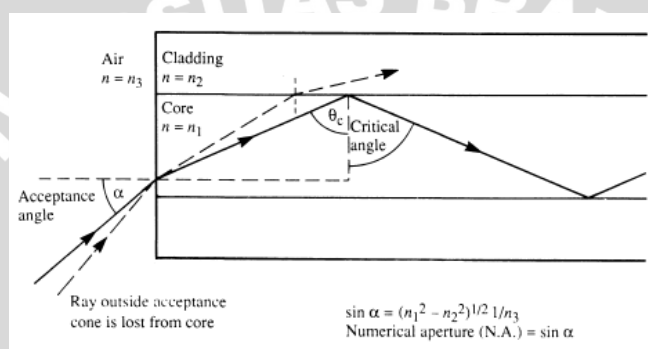 Air
n = n₃
Cladding
n = n₂
Core
n = n₁
θc
Critical
angle
Acceptance
angle
α
Ray outside acceptance
cone is lost from core
sin α = (n₁² − n₂²)¹/² 1/n₃
Numerical aperture (N.A.) = sin α